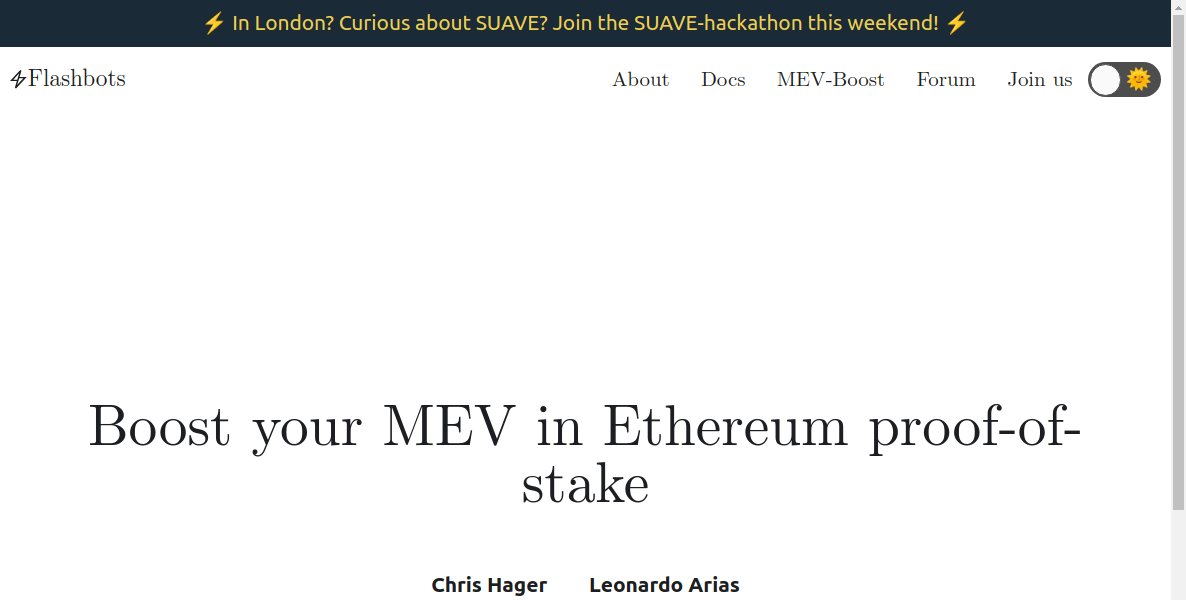 ⚡ In London? Curious about SUAVE? Join the SUAVE-hackathon this weekend! ⚡
Flashbots About Docs MEV-Boost Forum Join us
Boost your MEV in Ethereum proof-of-
stake
Chris Hager Leonardo Arias